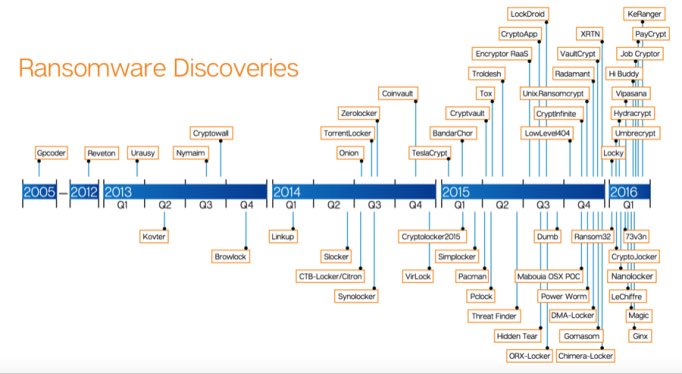 Ransomware Discoveries
LockDroid
KeRanger
CryptoApp
XRTN
PayCrypt
Encryptor RaaS
VaultCrypt
Job Cryptor
Troldesh
Radamant
Hi Buddy
Coinvault
Tox
Unix.Ransomcrypt
Vipasana
Zerolocker
Cryptvault
CryptInfinite
Hydracrypt
Cryptowall
TorrentLocker
BandarChor
LowLevel404
Umbrecrypt
Gpcoder
Reveton
Urausy
Nymaim
Onion
TeslaCrypt
Locky
2005
2012
2013
2014
2015
2016
Q1
Q2
Q3
Q4
Q1
Q2
Q3
Q4
Q1
Q2
Q3
Q4
Q1
Kovter
Linkup
Cryptolocker2015
Dumb
Ransom32
73v3n
Browlock
Slocker
Simplocker
CryptoJocker
CTB-Locker/Citron
VirLock
Pacman
Mabouia OSX POC
Nanolocker
Synolocker
Pclock
Power Worm
LeChiffre
Threat Finder
DMA-Locker
Magic
Hidden Tear
Gomasom
Ginx
ORX-Locker
Chimera-Locker